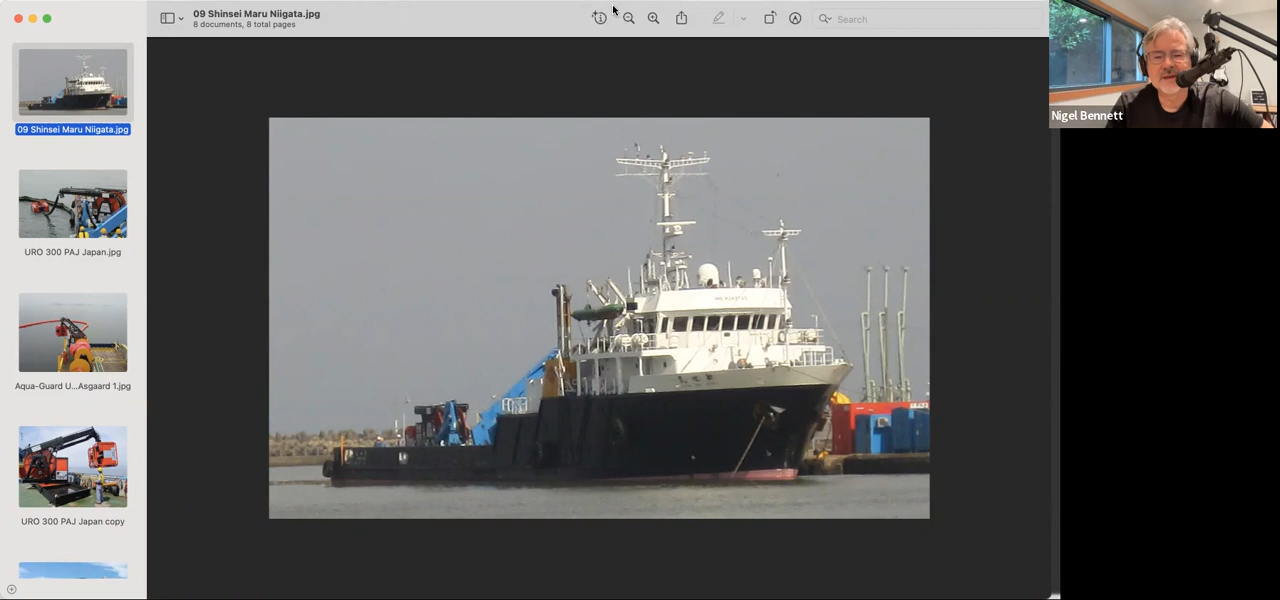 09 Shinsei Maru Niigata.jpg
8 documents, 8 total pages
Search
Nigel Bennett
09 Shinsei Maru Niigata.jpg
URO 300 PAJ Japan.jpg
Aqua-Guard U...Asgaard 1.jpg
URO 300 PAJ Japan copy